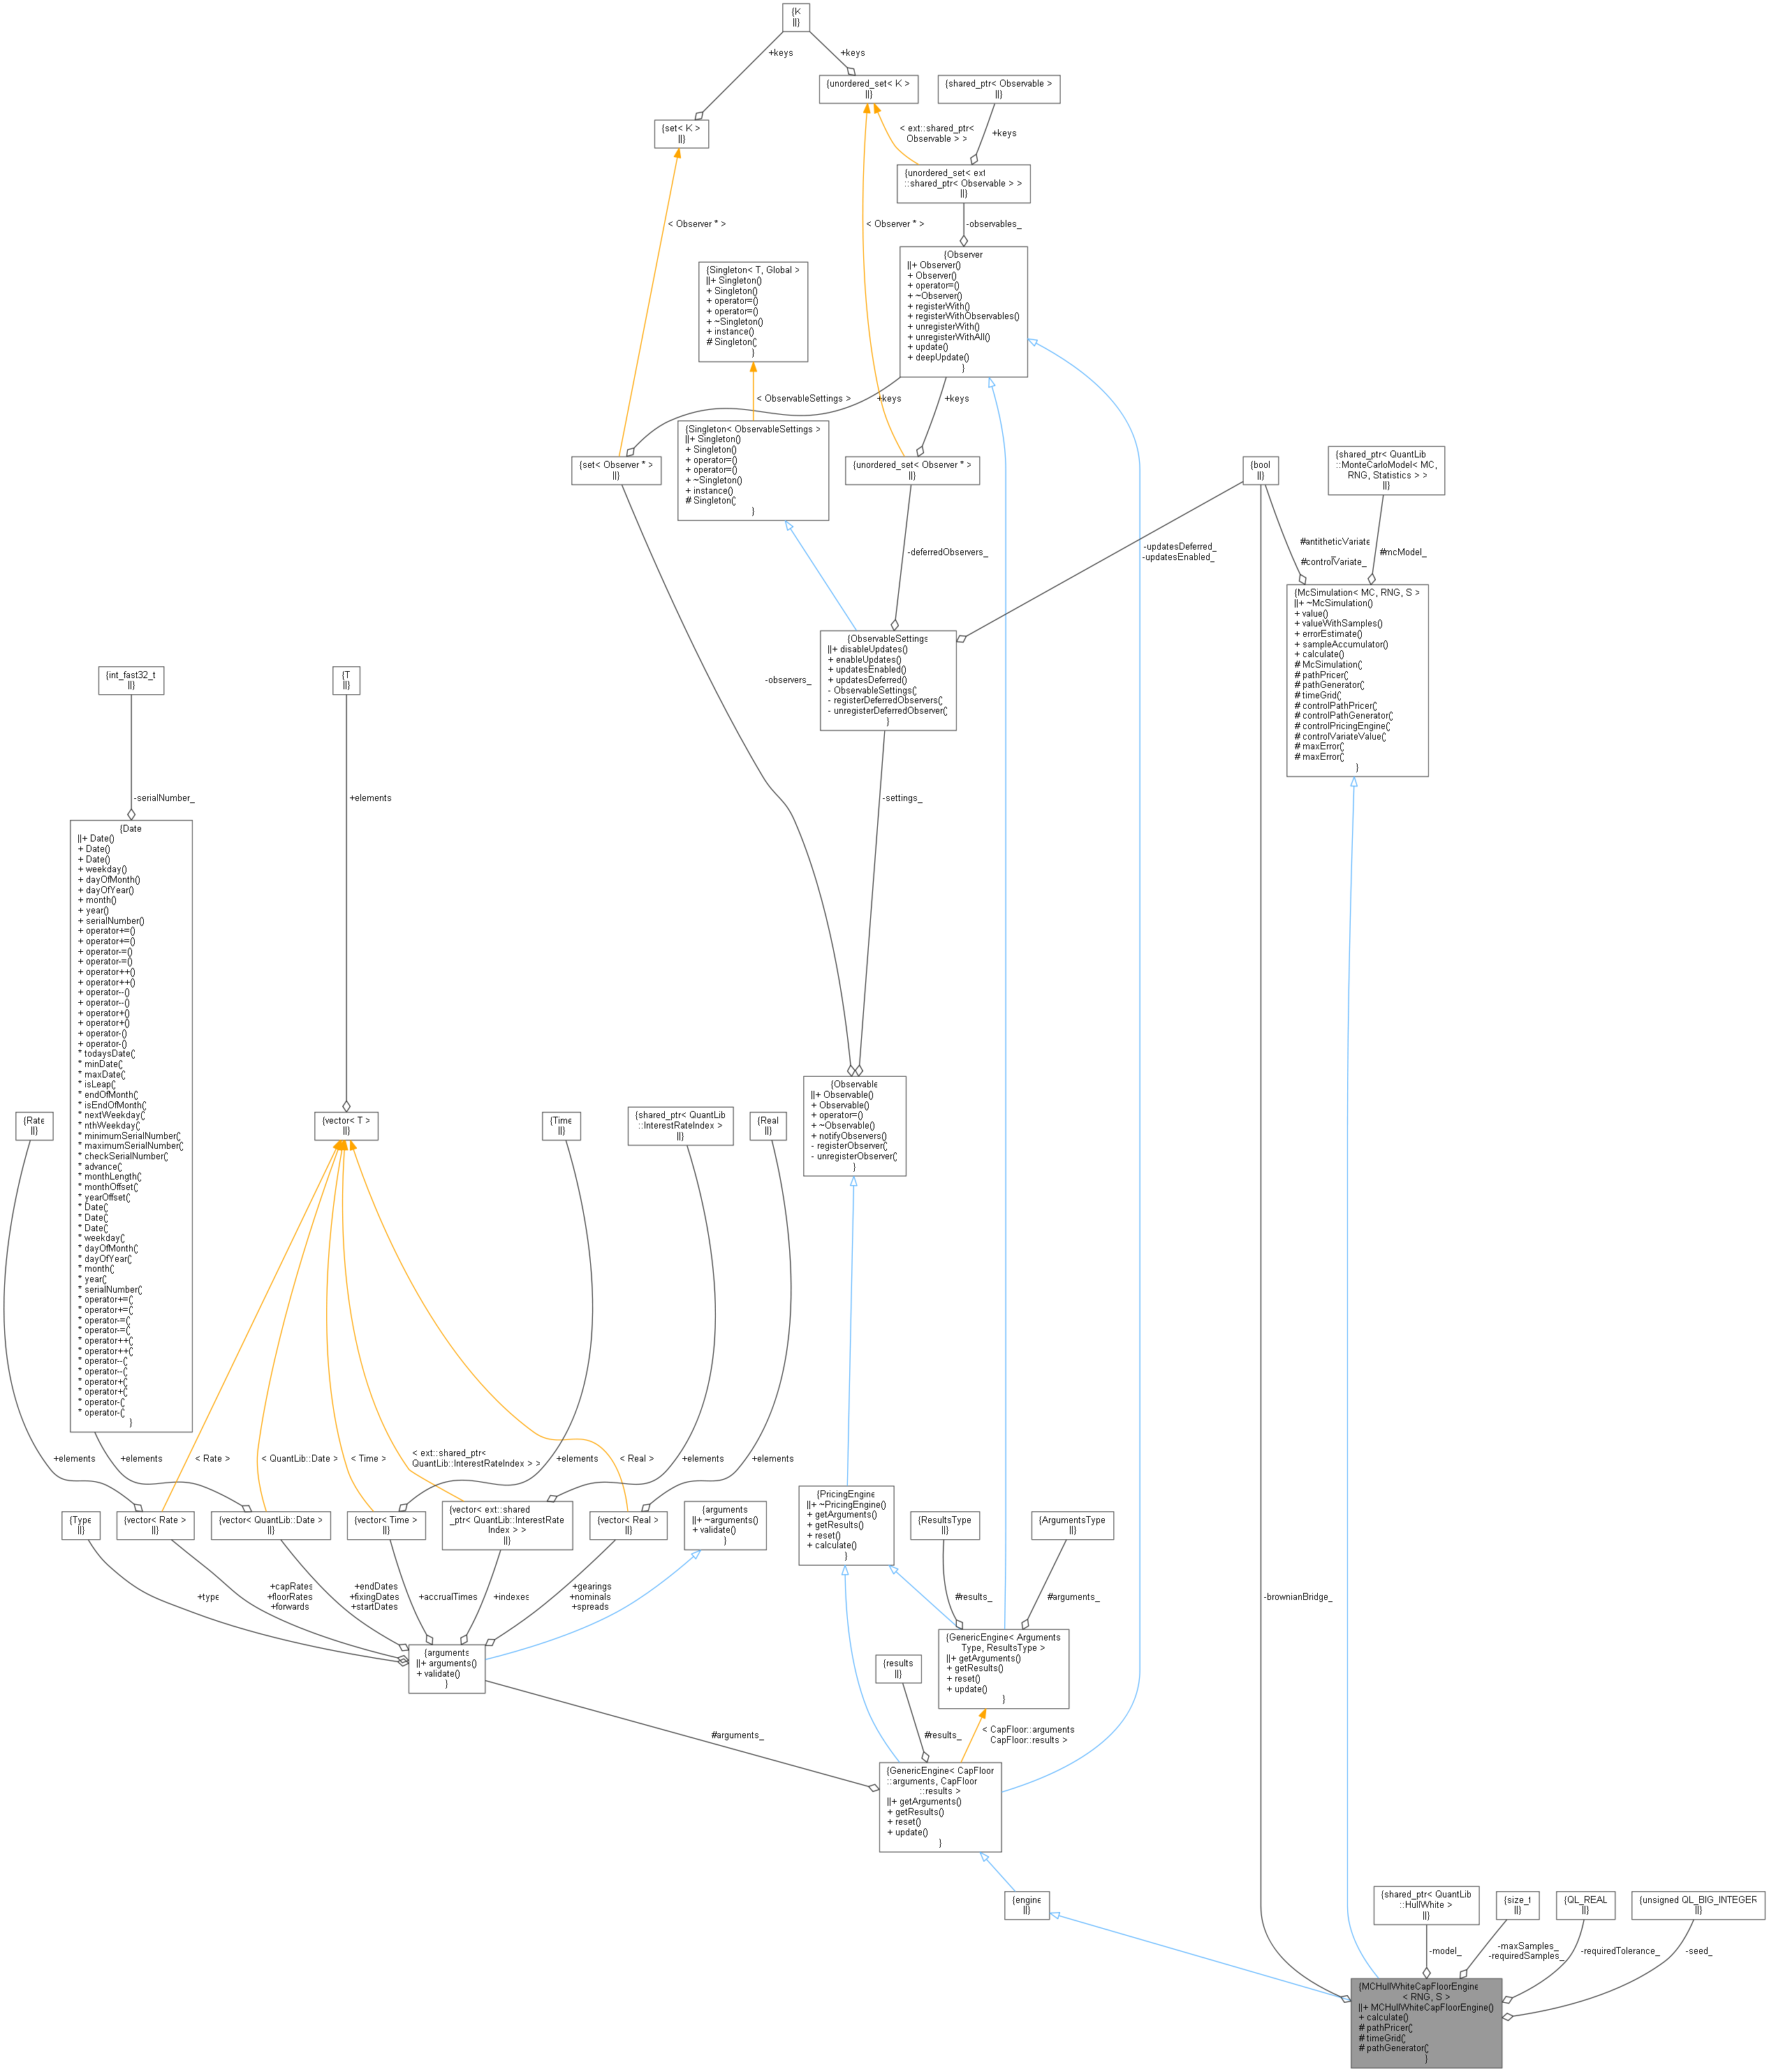 {K
||}
+keys
+keys
{unordered_set< K >
||}
{shared_ptr< Observable >
||}
{set< K >
||}
< ext::shared_ptr<
Observable > >
+keys
{unordered_set< ext
::shared_ptr< Observable > >
||}
< Observer * >
< Observer * >
-observables_
{Observer
||+ Observer()
+ Observer()
+ operator=()
+ ~Observer()
+ registerWith()
+ registerWithObservables()
+ unregisterWith()
+ unregisterWithAll()
+ update()
+ deepUpdate()
}
{Singleton< T, Global >
||+ Singleton()
+ Singleton()
+ operator=()
+ operator=()
+ ~Singleton()
+ instance()
# Singleton()
}
< ObservableSettings >
+keys
+keys
{Singleton< ObservableSettings >
||+ Singleton()
+ Singleton()
+ operator=()
+ operator=()
+ ~Singleton()
+ instance()
# Singleton()
}
{set< Observer * >
||}
{unordered_set< Observer * >
||}
{bool
||}
{shared_ptr< QuantLib
::MonteCarloModel< MC,
RNG, Statistics > >
||}
-deferredObservers_
-updatesDeferred_
-updatesEnabled_
#antitheticVariate
_
#controlVariate_
#mcModel_
{McSimulation< MC, RNG, S >
||+ ~McSimulation()
+ value()
+ valueWithSamples()
+ errorEstimate()
+ sampleAccumulator()
+ calculate()
# McSimulation()
# pathPricer()
# pathGenerator()
# timeGrid()
# controlPathPricer()
# controlPathGenerator()
# controlPricingEngine()
# controlVariateValue()
# maxError()
# maxError()
}
{ObservableSettings
||+ disableUpdates()
+ enableUpdates()
+ updatesEnabled()
+ updatesDeferred()
- ObservableSettings()
- registerDeferredObservers()
- unregisterDeferredObserver()
}
-observers_
{int_fast32_t
||}
{T
||}
-serialNumber_
+elements
-settings_
{Date
||+ Date()
+ Date()
+ Date()
+ weekday()
+ dayOfMonth()
+ dayOfYear()
+ month()
+ year()
+ serialNumber()
+ operator+=()
+ operator+=()
+ operator-=()
+ operator-=()
+ operator++()
+ operator++()
+ operator--()
+ operator--()
+ operator+()
+ operator+()
+ operator-()
+ operator-()
* todaysDate()
* minDate()
* maxDate()
* isLeap()
* endOfMonth()
* isEndOfMonth()
* nextWeekday()
* nthWeekday()
* minimumSerialNumber()
* maximumSerialNumber()
* checkSerialNumber()
* advance()
* monthLength()
* monthOffset()
* yearOffset()
* Date()
* Date()
* Date()
* weekday()
* dayOfMonth()
* dayOfYear()
* month()
* year()
* serialNumber()
* operator+=()
* operator+=()
* operator-=()
* operator-=()
* operator++()
* operator++()
* operator--()
* operator--()
* operator+()
* operator+()
* operator-()
* operator-()
}
{Observable
||+ Observable()
+ Observable()
+ operator=()
+ ~Observable()
+ notifyObservers()
- registerObserver()
- unregisterObserver()
}
{Rate
||}
{vector< T >
||}
{Time
||}
{shared_ptr< QuantLib
::InterestRateIndex >
||}
{Real
||}
+elements
+elements
< Rate >
< QuantLib::Date >
< Time >
< ext::shared_ptr<
QuantLib::InterestRateIndex > >
+elements
< Real >
+elements
+elements
{Type
||}
{vector< Rate >
||}
{vector< QuantLib::Date >
||}
{vector< Time >
||}
{vector< ext::shared
_ptr< QuantLib::InterestRate
Index > >
||}
{vector< Real >
||}
{arguments
||+ ~arguments()
+ validate()
}
{PricingEngine
||+ ~PricingEngine()
+ getArguments()
+ getResults()
+ reset()
+ calculate()
}
{ResultsType
||}
{ArgumentsType
||}
+type
+capRates
+floorRates
+forwards
+endDates
+fixingDates
+startDates
+accrualTimes
+indexes
+gearings
+nominals
+spreads
#results_
#arguments_
-brownianBridge_
{arguments
||+ arguments()
+ validate()
}
{GenericEngine< Arguments
Type, ResultsType >
||+ getArguments()
+ getResults()
+ reset()
+ update()
}
{results
||}
#arguments_
#results_
< CapFloor::arguments
CapFloor::results >
{GenericEngine< CapFloor
::arguments, CapFloor
::results >
||+ getArguments()
+ getResults()
+ reset()
+ update()
}
{engine
||}
{shared_ptr< QuantLib
::HullWhite >
||}
{size_t
||}
{QL_REAL
||}
{unsigned QL_BIG_INTEGER
||}
-model_
-maxSamples_
-requiredSamples_
-requiredTolerance_
-seed_
{MCHullWhiteCapFloorEngine
< RNG, S >
||+ MCHullWhiteCapFloorEngine()
+ calculate()
# pathPricer()
# timeGrid()
# pathGenerator()
}